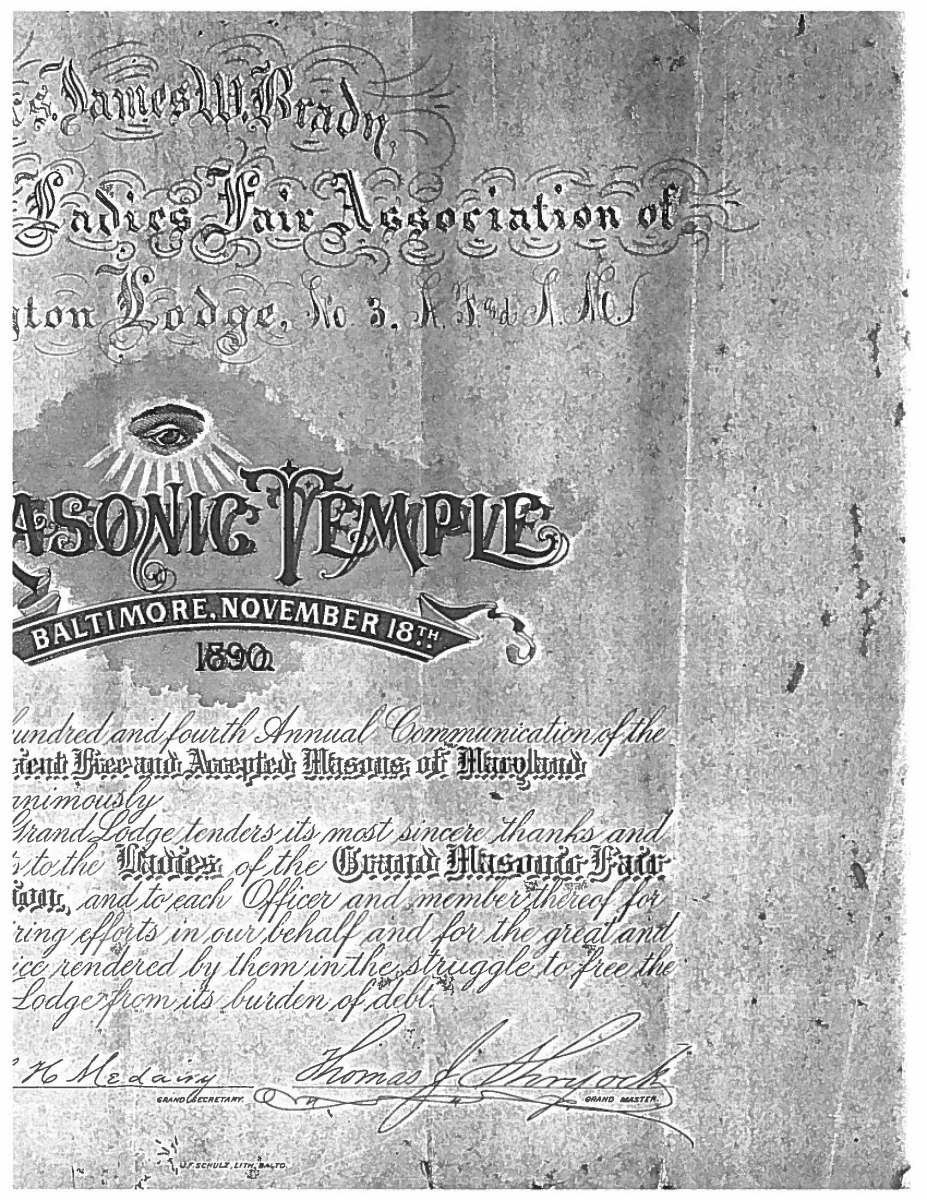 s. James W. Brady,
Ladies Fair Association of
gton Lodge, No. 3. A. F. and A. M.
ASONIC TEMPLE
BALTIMORE, NOVEMBER 18TH
1890.
undred and fourth Annual Communication of the
ient Free and Accepted Masons of Maryland
animously
Grand Lodge tenders its most sincere thanks and
s to the Ladies of the Grand Masonic Fair
ion, and to each Officer and member thereof for
ring efforts in our behalf and for the great and
ice rendered by them in the struggle to free the
Lodge from its burden of debt.
H Medairy Thomas J. Shryock
GRAND SECRETARY. GRAND MASTER.
J.F. SCHULZ, LITH, BALTO.